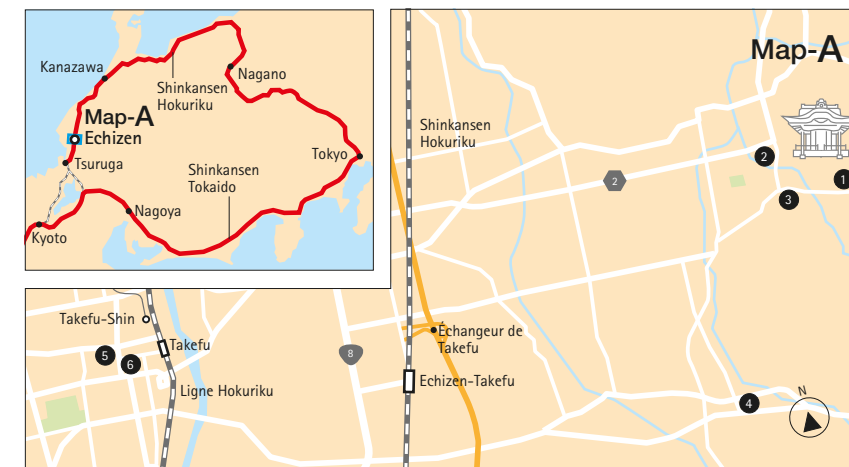 Kanazawa
Nagano
Shinkansen
Hokuriku
Map-A
Echizen
Tsuruga
Tokyo
Shinkansen
Tokaido
Nagoya
Kyoto
Map-A
Shinkansen
Hokuriku
2
2
1
3
Échangeur de
Takefu
Takefu-Shin
Takefu
5
6
8
Ligne Hokuriku
Echizen-Takefu
4
N